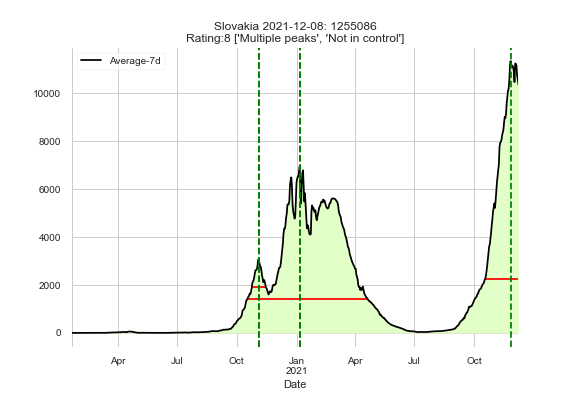 Slovakia 2021-12-08: 1255086
Rating:8 ['Multiple peaks', 'Not in control']
Average-7d
10000
8000
6000
4000
2000
0
Apr
Jul
Oct
Jan
2021
Apr
Jul
Oct
Date